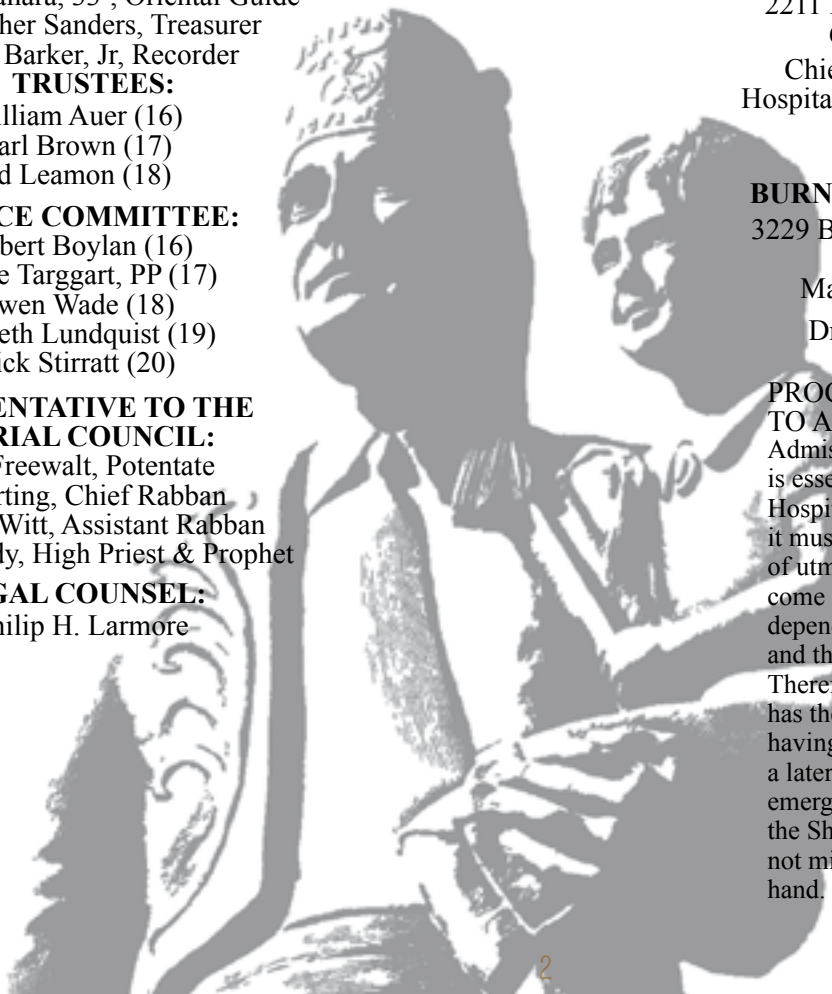 33°, Oriental Guide
her Sanders, Treasurer
Barker, Jr, Recorder
TRUSTEES:
lliam Auer (16)
arl Brown (17)
d Leamon (18)
CE COMMITTEE:
bert Boylan (16)
e Targgart, PP (17)
wen Wade (18)
eth Lundquist (19)
ick Stirratt (20)
ENTATIVE TO THE
RIAL COUNCIL:
Freewalt, Potentate
rting, Chief Rabban
Witt, Assistant Rabban
dy, High Priest & Prophet
GAL COUNSEL:
hilip H. Larmore
2211
Chie
Hospita
BURN
3229 B
Ma
Dr
PROC
TO A
Admis
is esse
Hospi
it mus
of utm
come
depen
and th
Theref
has the
having
a later
emerg
the Sh
not mi
hand.
2